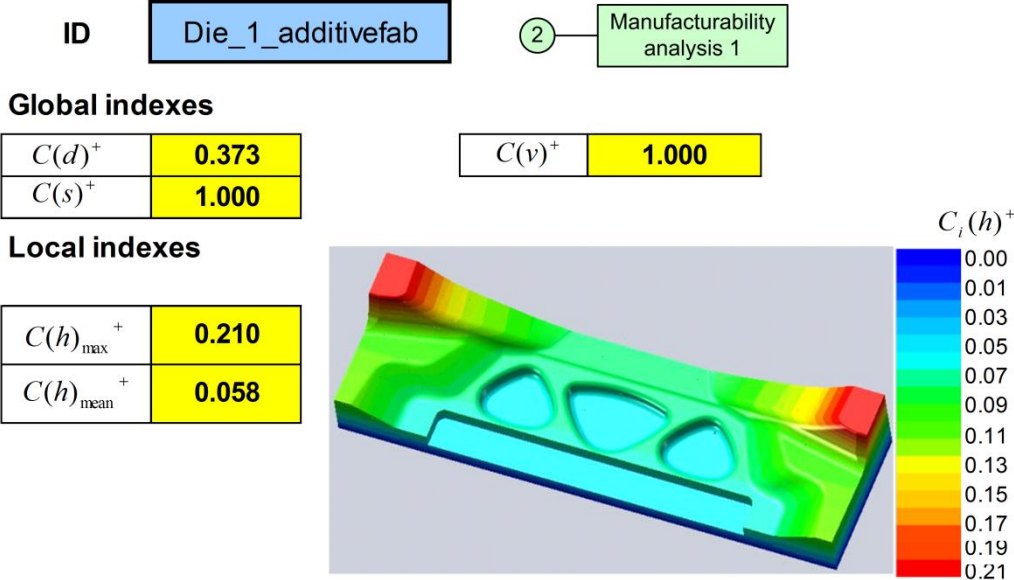 ID
Die_1_additivefab
2
Manufacturability
analysis 1
Global indexes
C(d)⁺ 0.373
C(v)⁺ 1.000
C(s)⁺ 1.000
Local indexes
C(h)max⁺ 0.210
C(h)mean⁺ 0.058
Cᵢ(h)⁺
0.00
0.01
0.03
0.05
0.07
0.09
0.11
0.13
0.15
0.17
0.19
0.21